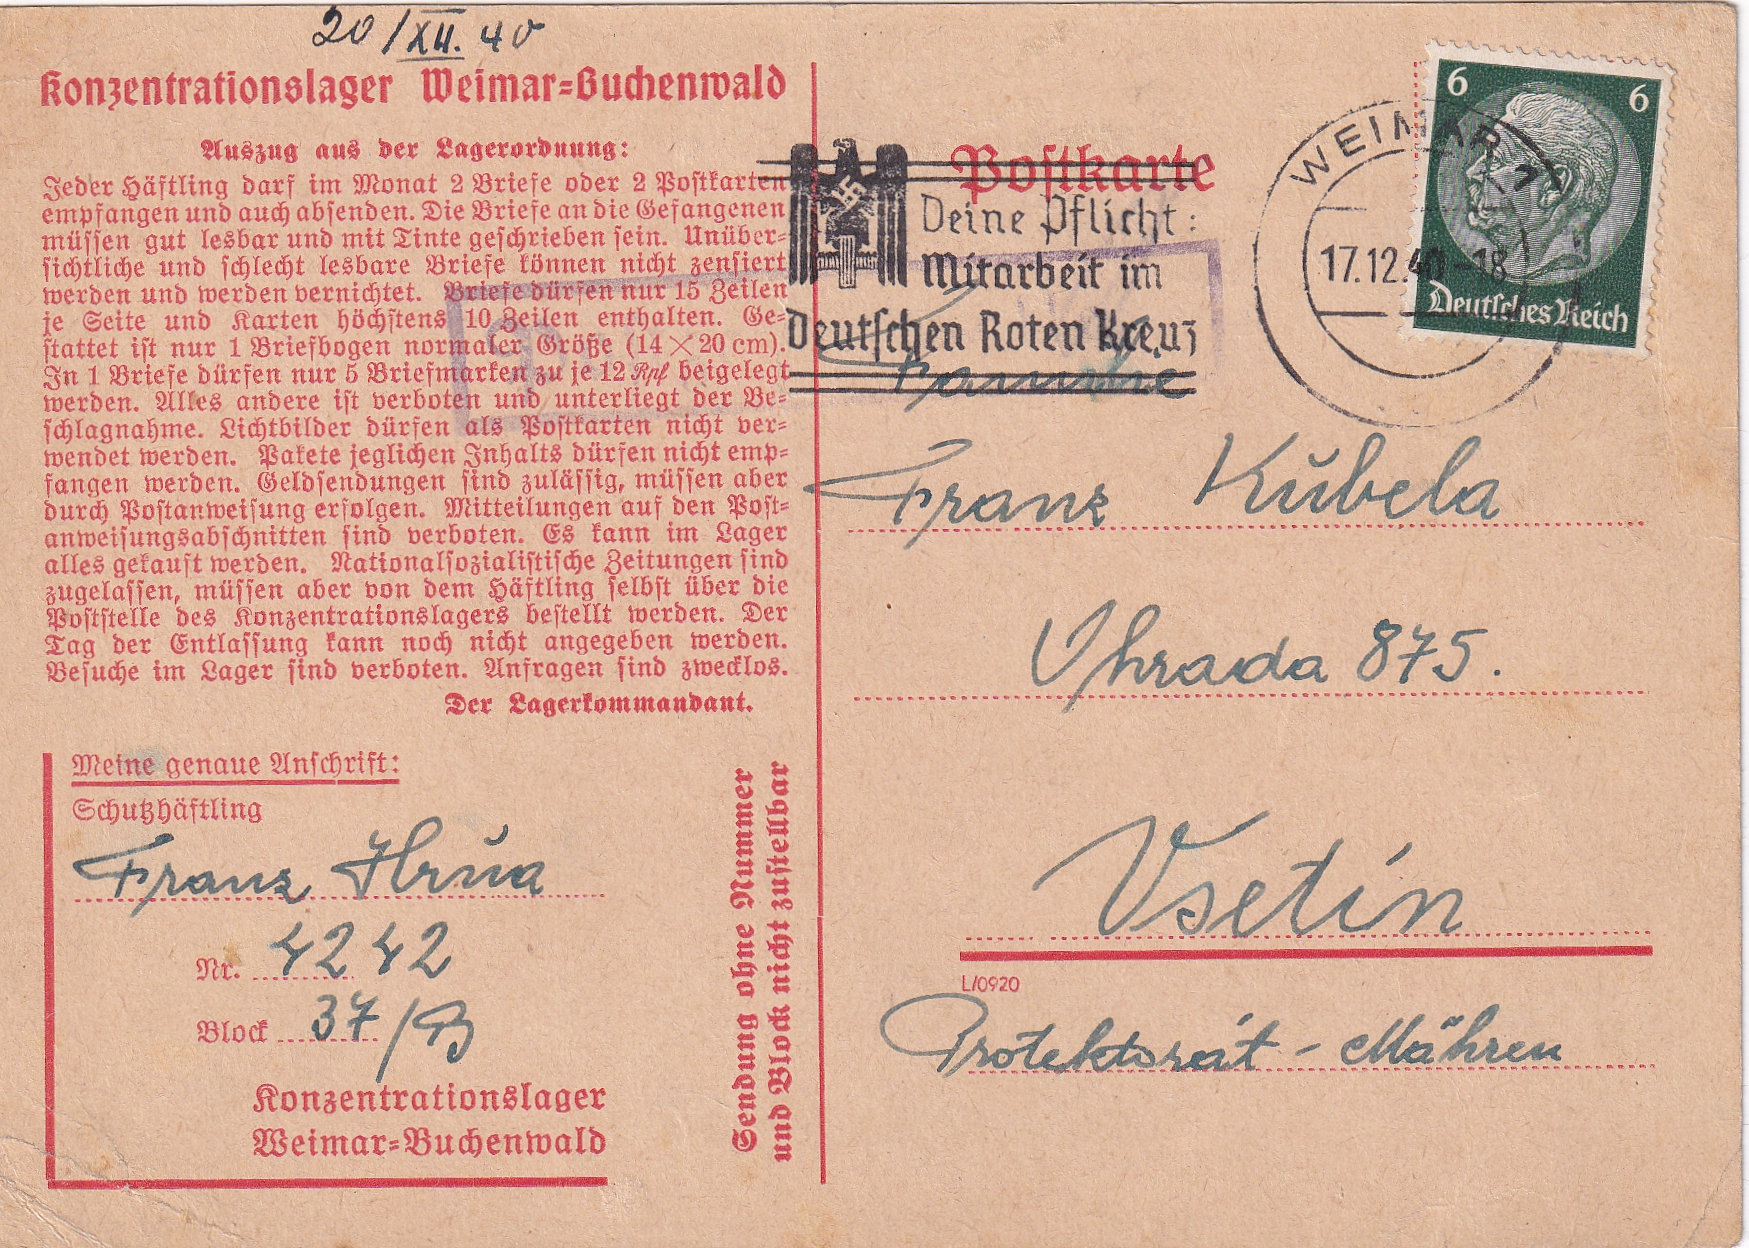 20/XII. 40
Konzentrationslager Weimar=Buchenwald
Auszug aus der Lagerordnung:
Jeder Häftling darf im Monat 2 Briefe oder 2 Postkarten
empfangen und auch absenden. Die Briefe an die Gefangenen
müssen gut lesbar und mit Tinte geschrieben sein. Unüber=
sichtliche und schlecht lesbare Briefe können nicht zensiert
werden und werden vernichtet. Briefe dürfen nur 15 Zeilen
je Seite und Karten höchstens 10 Zeilen enthalten. Ge=
stattet ist nur 1 Briefbogen normaler Größe (14 × 20 cm).
In 1 Briefe dürfen nur 5 Briefmarken zu je 12 Rpf beigelegt
werden. Alles andere ist verboten und unterliegt der Be=
schlagnahme. Lichtbilder dürfen als Postkarten nicht ver=
wendet werden. Pakete jeglichen Inhalts dürfen nicht emp=
fangen werden. Geldsendungen sind zulässig, müssen aber
durch Postanweisung erfolgen. Mitteilungen auf den Post=
anweisungsabschnitten sind verboten. Es kann im Lager
alles gekauft werden. Nationalsozialistische Zeitungen sind
zugelassen, müssen aber von dem Häftling selbst über die
Poststelle des Konzentrationslagers bestellt werden. Der
Tag der Entlassung kann noch nicht angegeben werden.
Besuche im Lager sind verboten. Anfragen sind zwecklos.
Der Lagerkommandant.
Meine genaue Anschrift:
Schutzhäftling
Franz Hrůa
Nr. 4242
Block 37/B
Konzentrationslager
Weimar=Buchenwald
Sendung ohne Nummer
und Block nicht zustellbar
Postkarte
Deine Pflicht:
Mitarbeit im
Deutschen Roten Kreuz
WEIMAR 1
17.12.40-18
6 6
Deutsches Reich
Familie
Franz Kubela
Ohrada 875.
Vsetín
L/0920
Protektorat - Mähren